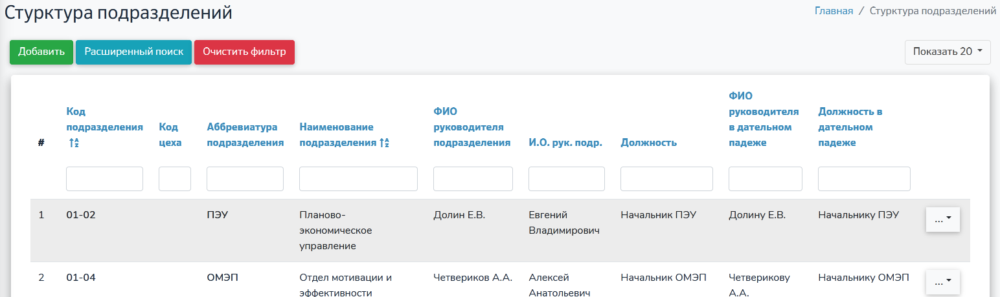 Стурктура подразделений
Главная / Стурктура подразделений
Добавить Расширенный поиск Очистить фильтр
Показать 20
#
Код
подразделения
Код
цеха
Аббревиатура
подразделения
Наименование
подразделения
ФИО
руководителя
подразделения
И.О. рук. подр.
Должность
ФИО
руководителя
в дательном
падеже
Должность в
дательном
падеже
1
01-02
ПЭУ
Планово-
экономическое
управление
Долин Е.В.
Евгений
Владимирович
Начальник ПЭУ
Долину Е.В.
Начальнику ПЭУ
...
2
01-04
ОМЭП
Отдел мотивации и
эффективности
Четвериков А.А.
Алексей
Анатольевич
Начальник ОМЭП
Четверикову
А.А.
Начальнику ОМЭП
...